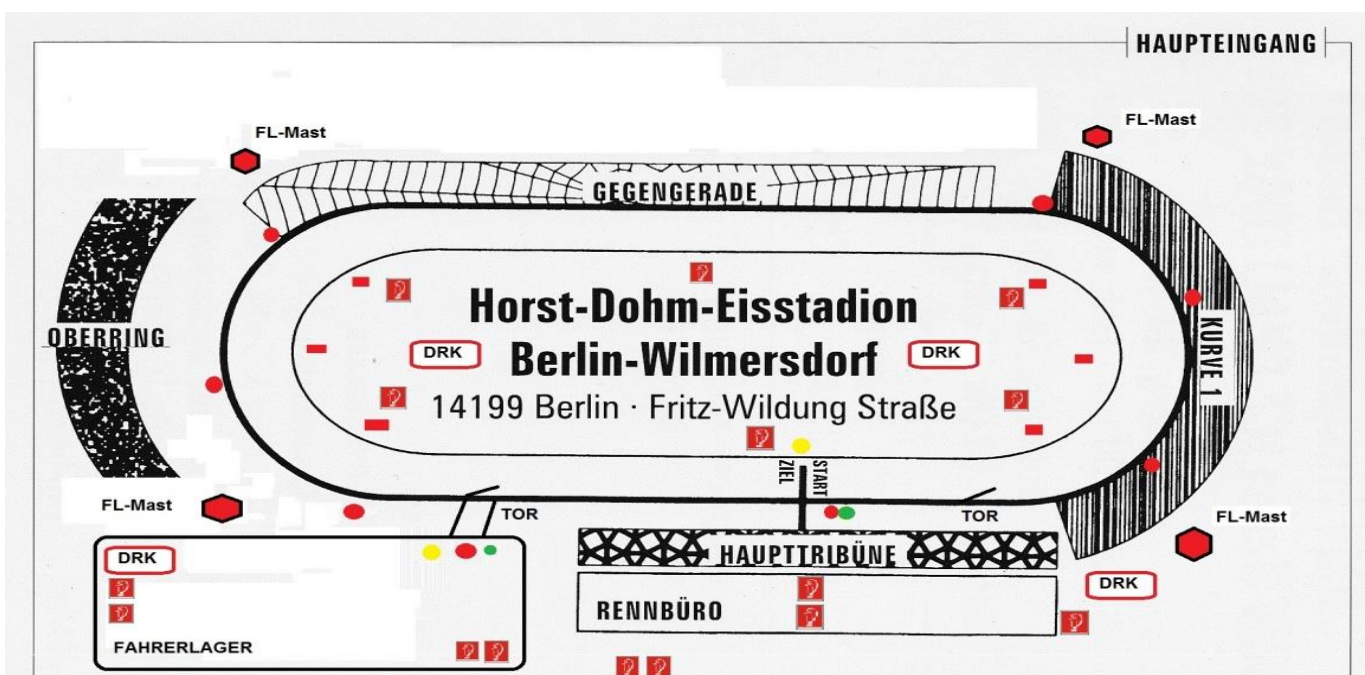 HAUPTEINGANG
FL-Mast
FL-Mast
GEGENGERADE
Horst-Dohm-Eisstadion
OBERRING
KURVE 1
DRK
Berlin-Wilmersdorf
DRK
14199 Berlin · Fritz-Wildung Straße
ZIEL
START
FL-Mast
TOR
TOR
FL-Mast
DRK
HAUPTTRIBÜNE
DRK
RENNBÜRO
FAHRERLAGER